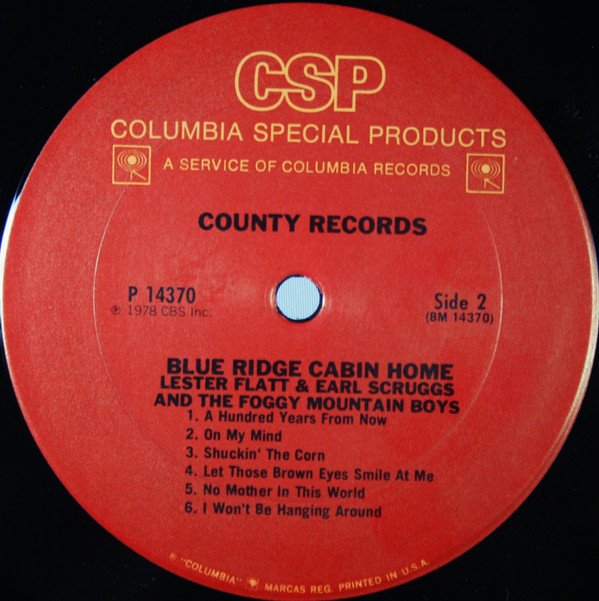 CSP
COLUMBIA SPECIAL PRODUCTS
A SERVICE OF COLUMBIA RECORDS
COUNTY RECORDS
P 14370
℗ 1978 CBS Inc.
Side 2
(BM 14370)
BLUE RIDGE CABIN HOME
LESTER FLATT & EARL SCRUGGS
AND THE FOGGY MOUNTAIN BOYS
1. A Hundred Years From Now
2. On My Mind
3. Shuckin' The Corn
4. Let Those Brown Eyes Smile At Me
5. No Mother In This World
6. I Won't Be Hanging Around
® "COLUMBIA" MARCAS REG. PRINTED IN U.S.A.